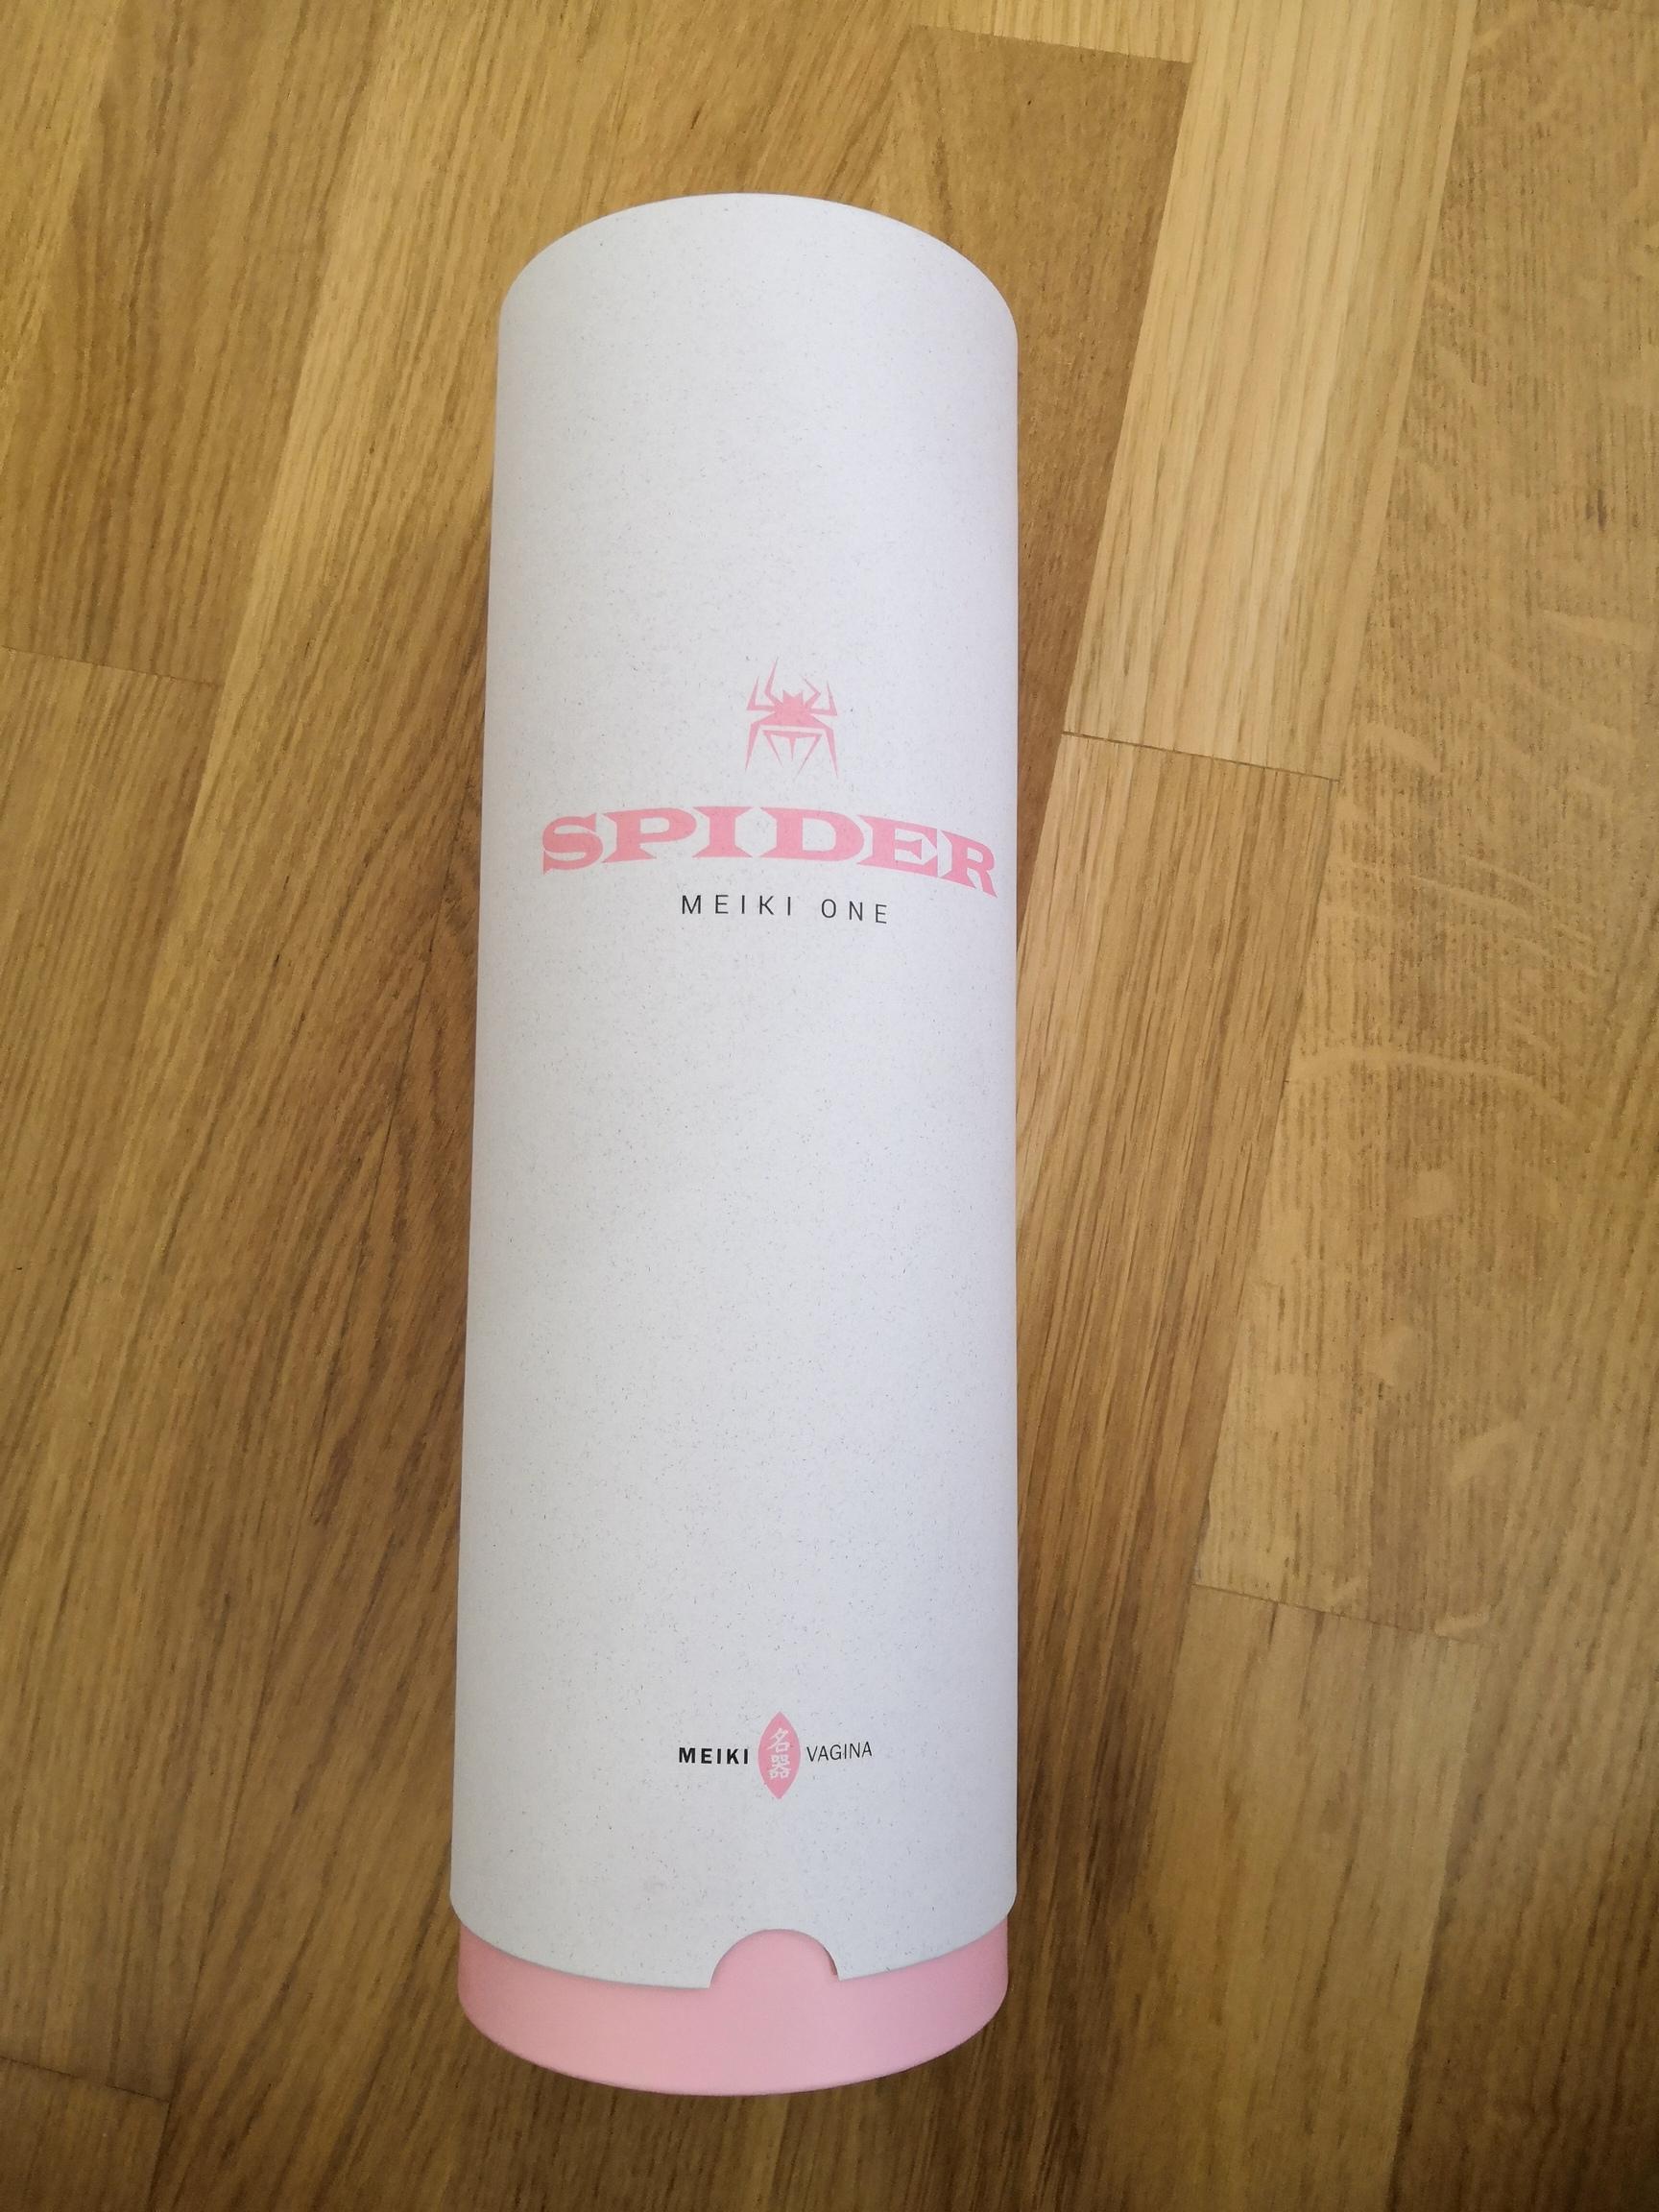 SPIDER
MEIKI ONE
MEIKI 名器 VAGINA